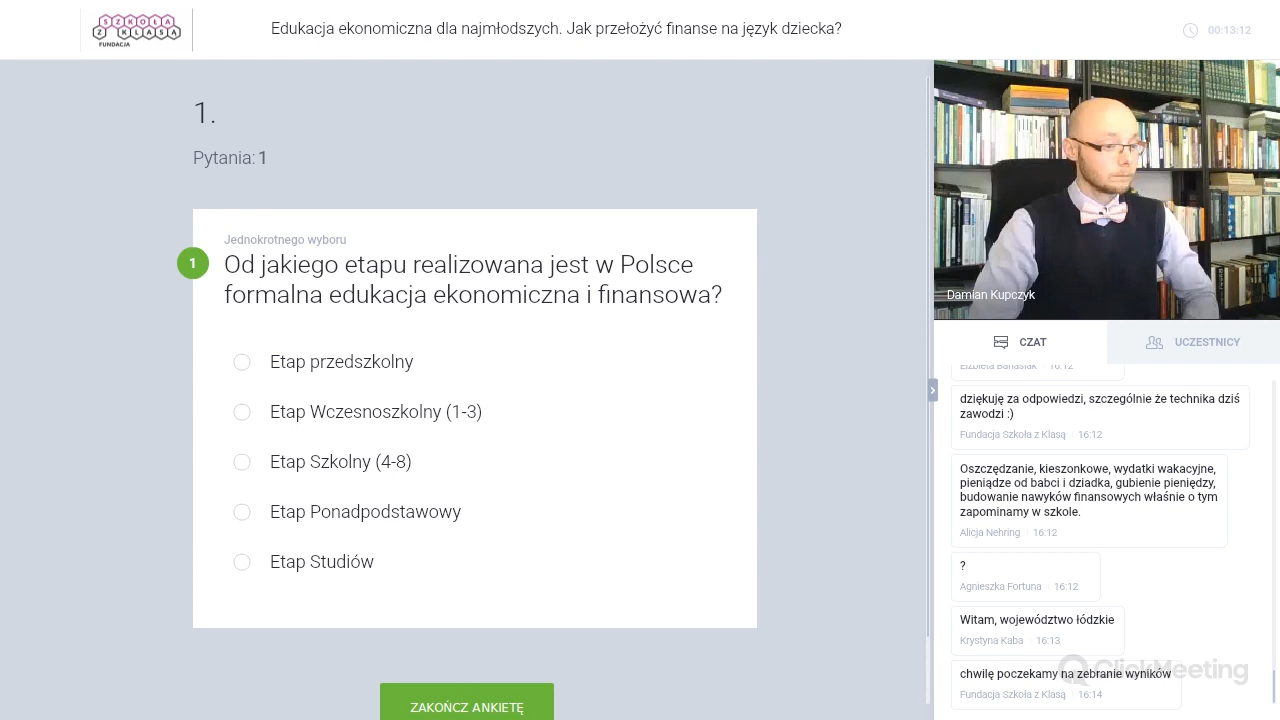 SZKOŁA
Z KLASĄ
FUNDACJA
Edukacja ekonomiczna dla najmłodszych. Jak przełożyć finanse na język dziecka?
00:13:12
1.
Pytania: 1
Jednokrotnego wyboru
1
Od jakiego etapu realizowana jest w Polsce
formalna edukacja ekonomiczna i finansowa?
Etap przedszkolny
Etap Wczesnoszkolny (1-3)
Etap Szkolny (4-8)
Etap Ponadpodstawowy
Etap Studiów
ZAKOŃCZ ANKIETĘ
Damian Kupczyk
CZAT
UCZESTNICY
Elżbieta Banasiak 16:12
dziękuję za odpowiedzi, szczególnie że technika dziś
zawodzi :)
Fundacja Szkoła z Klasą 16:12
Oszczędzanie, kieszonkowe, wydatki wakacyjne,
pieniądze od babci i dziadka, gubienie pieniędzy,
budowanie nawyków finansowych właśnie o tym
zapominamy w szkole.
Alicja Nehring 16:12
?
Agnieszka Fortuna 16:12
Witam, województwo łódzkie
Krystyna Kaba 16:13
chwilę poczekamy na zebranie wyników
Fundacja Szkoła z Klasą 16:14
ClickMeeting